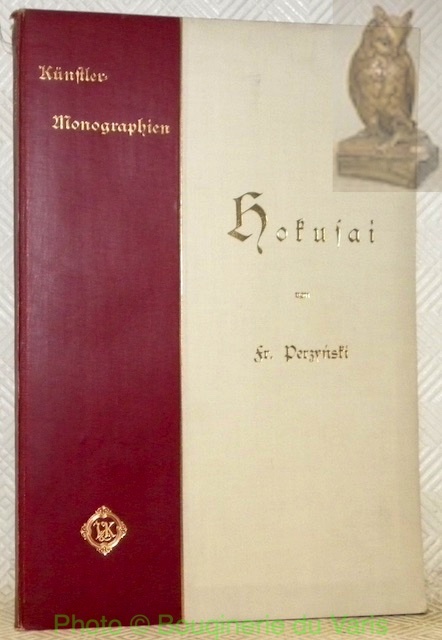 Künstler-
Monographien
Hokusai
von
Fr. Perzyński
V&K
Photo © Bouquinerie du Varis